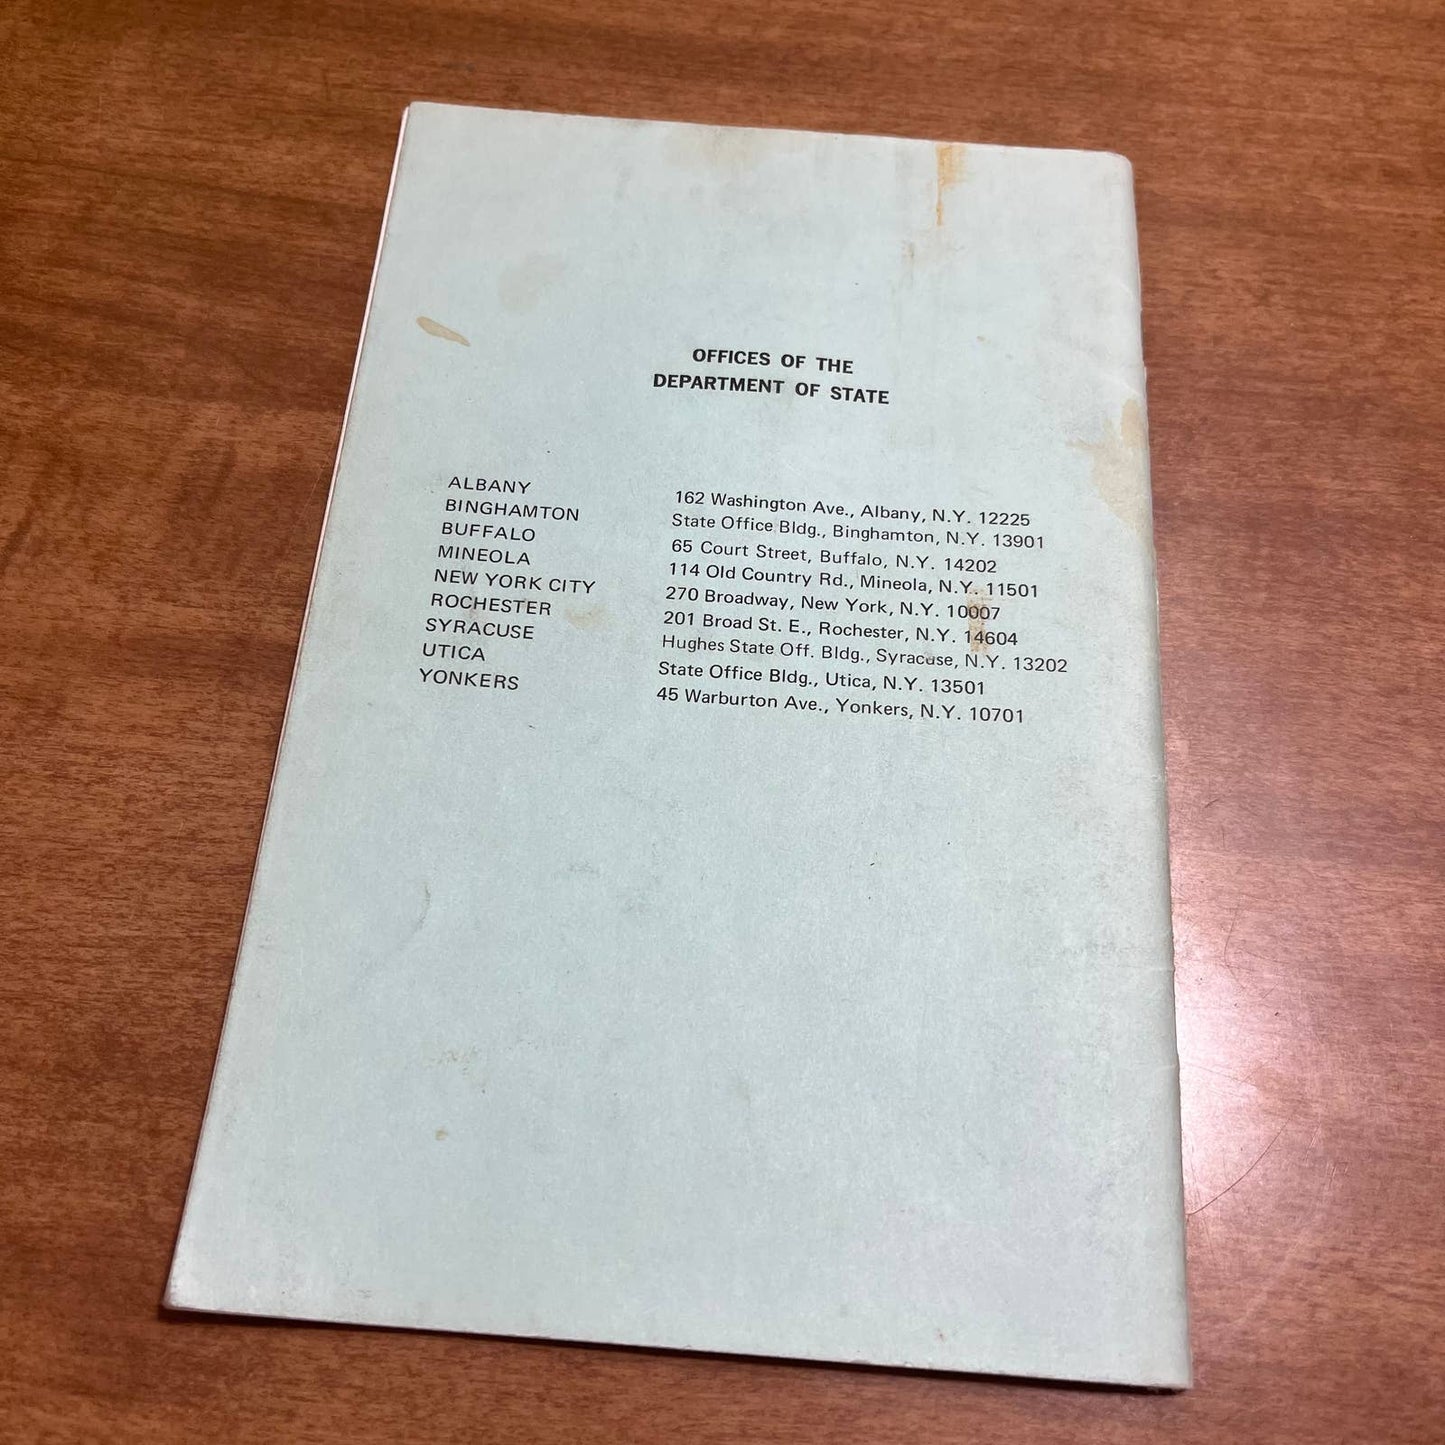 OFFICES OF THE
DEPARTMENT OF STATE
ALBANY 162 Washington Ave., Albany, N.Y. 12225
BINGHAMTON State Office Bldg., Binghamton, N.Y. 13901
BUFFALO 65 Court Street, Buffalo, N.Y. 14202
MINEOLA 114 Old Country Rd., Mineola, N.Y. 11501
NEW YORK CITY 270 Broadway, New York, N.Y. 10007
ROCHESTER 201 Broad St. E., Rochester, N.Y. 14604
SYRACUSE Hughes State Off. Bldg., Syracuse, N.Y. 13202
UTICA State Office Bldg., Utica, N.Y. 13501
YONKERS 45 Warburton Ave., Yonkers, N.Y. 10701